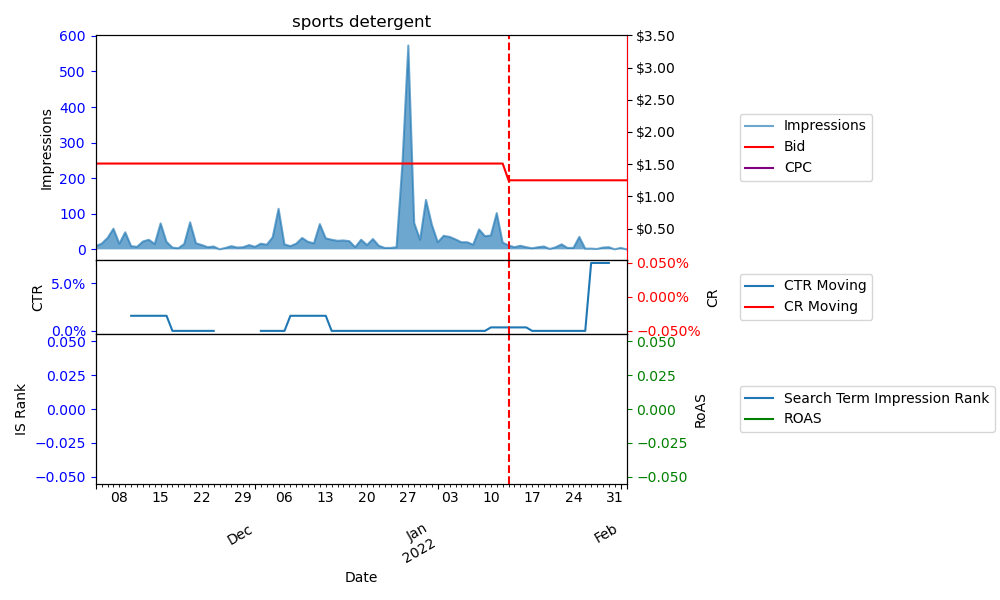 sports detergent
600
500
400
300
200
100
0
Impressions
$3.50
$3.00
$2.50
$2.00
$1.50
$1.00
$0.50
Impressions
Bid
CPC
5.0%
0.0%
CTR
0.050%
0.000%
−0.050%
CR
CTR Moving
CR Moving
0.050
0.025
0.000
−0.025
−0.050
IS Rank
0.050
0.025
0.000
−0.025
−0.050
RoAS
Search Term Impression Rank
ROAS
08 15 22 29 06 13 20 27 03 10 17 24 31
Dec
Jan
2022
Feb
Date